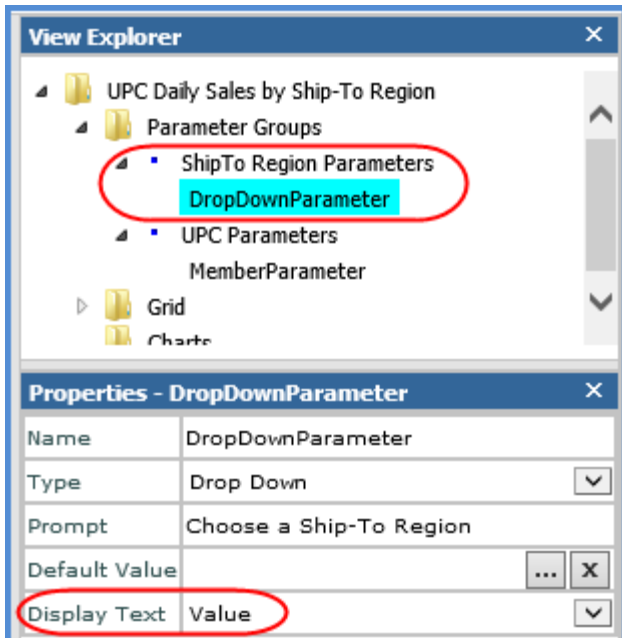 View Explorer
UPC Daily Sales by Ship-To Region
Parameter Groups
ShipTo Region Parameters
DropDownParameter
UPC Parameters
MemberParameter
Grid
Charts
Properties - DropDownParameter
Name DropDownParameter
Type Drop Down
Prompt Choose a Ship-To Region
Default Value ... x
Display Text Value